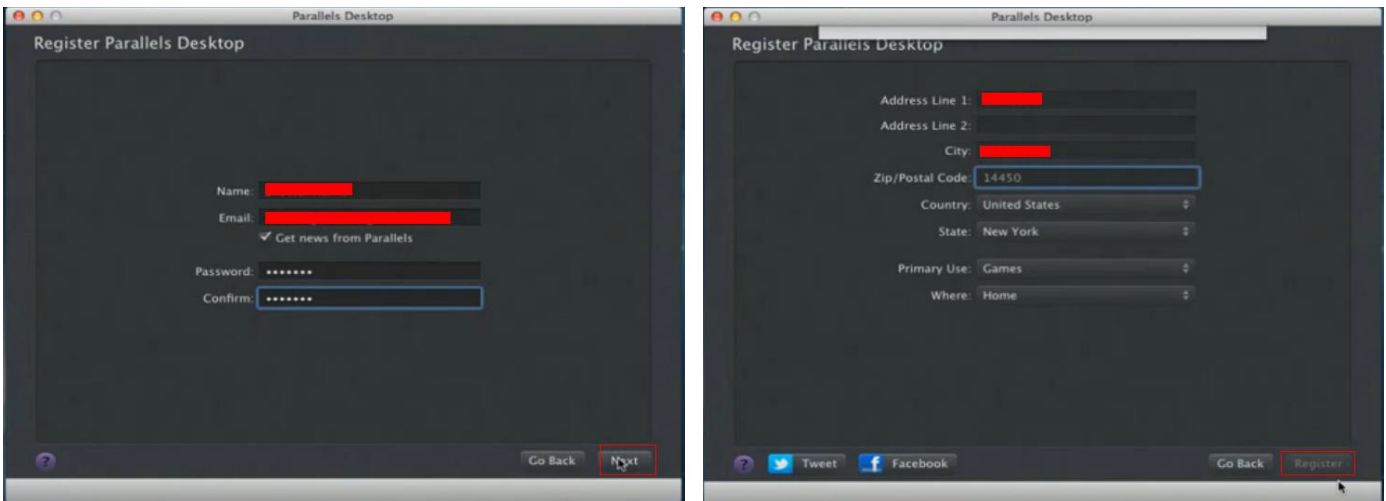 Parallels Desktop
Register Parallels Desktop
Name:
Email:
Get news from Parallels
Password: •••••••
Confirm: •••••••
? Go Back Next
Parallels Desktop
Register Parallels Desktop
Address Line 1:
Address Line 2:
City:
Zip/Postal Code: 14450
Country: United States
State: New York
Primary Use: Games
Where: Home
? Tweet f Facebook Go Back Register